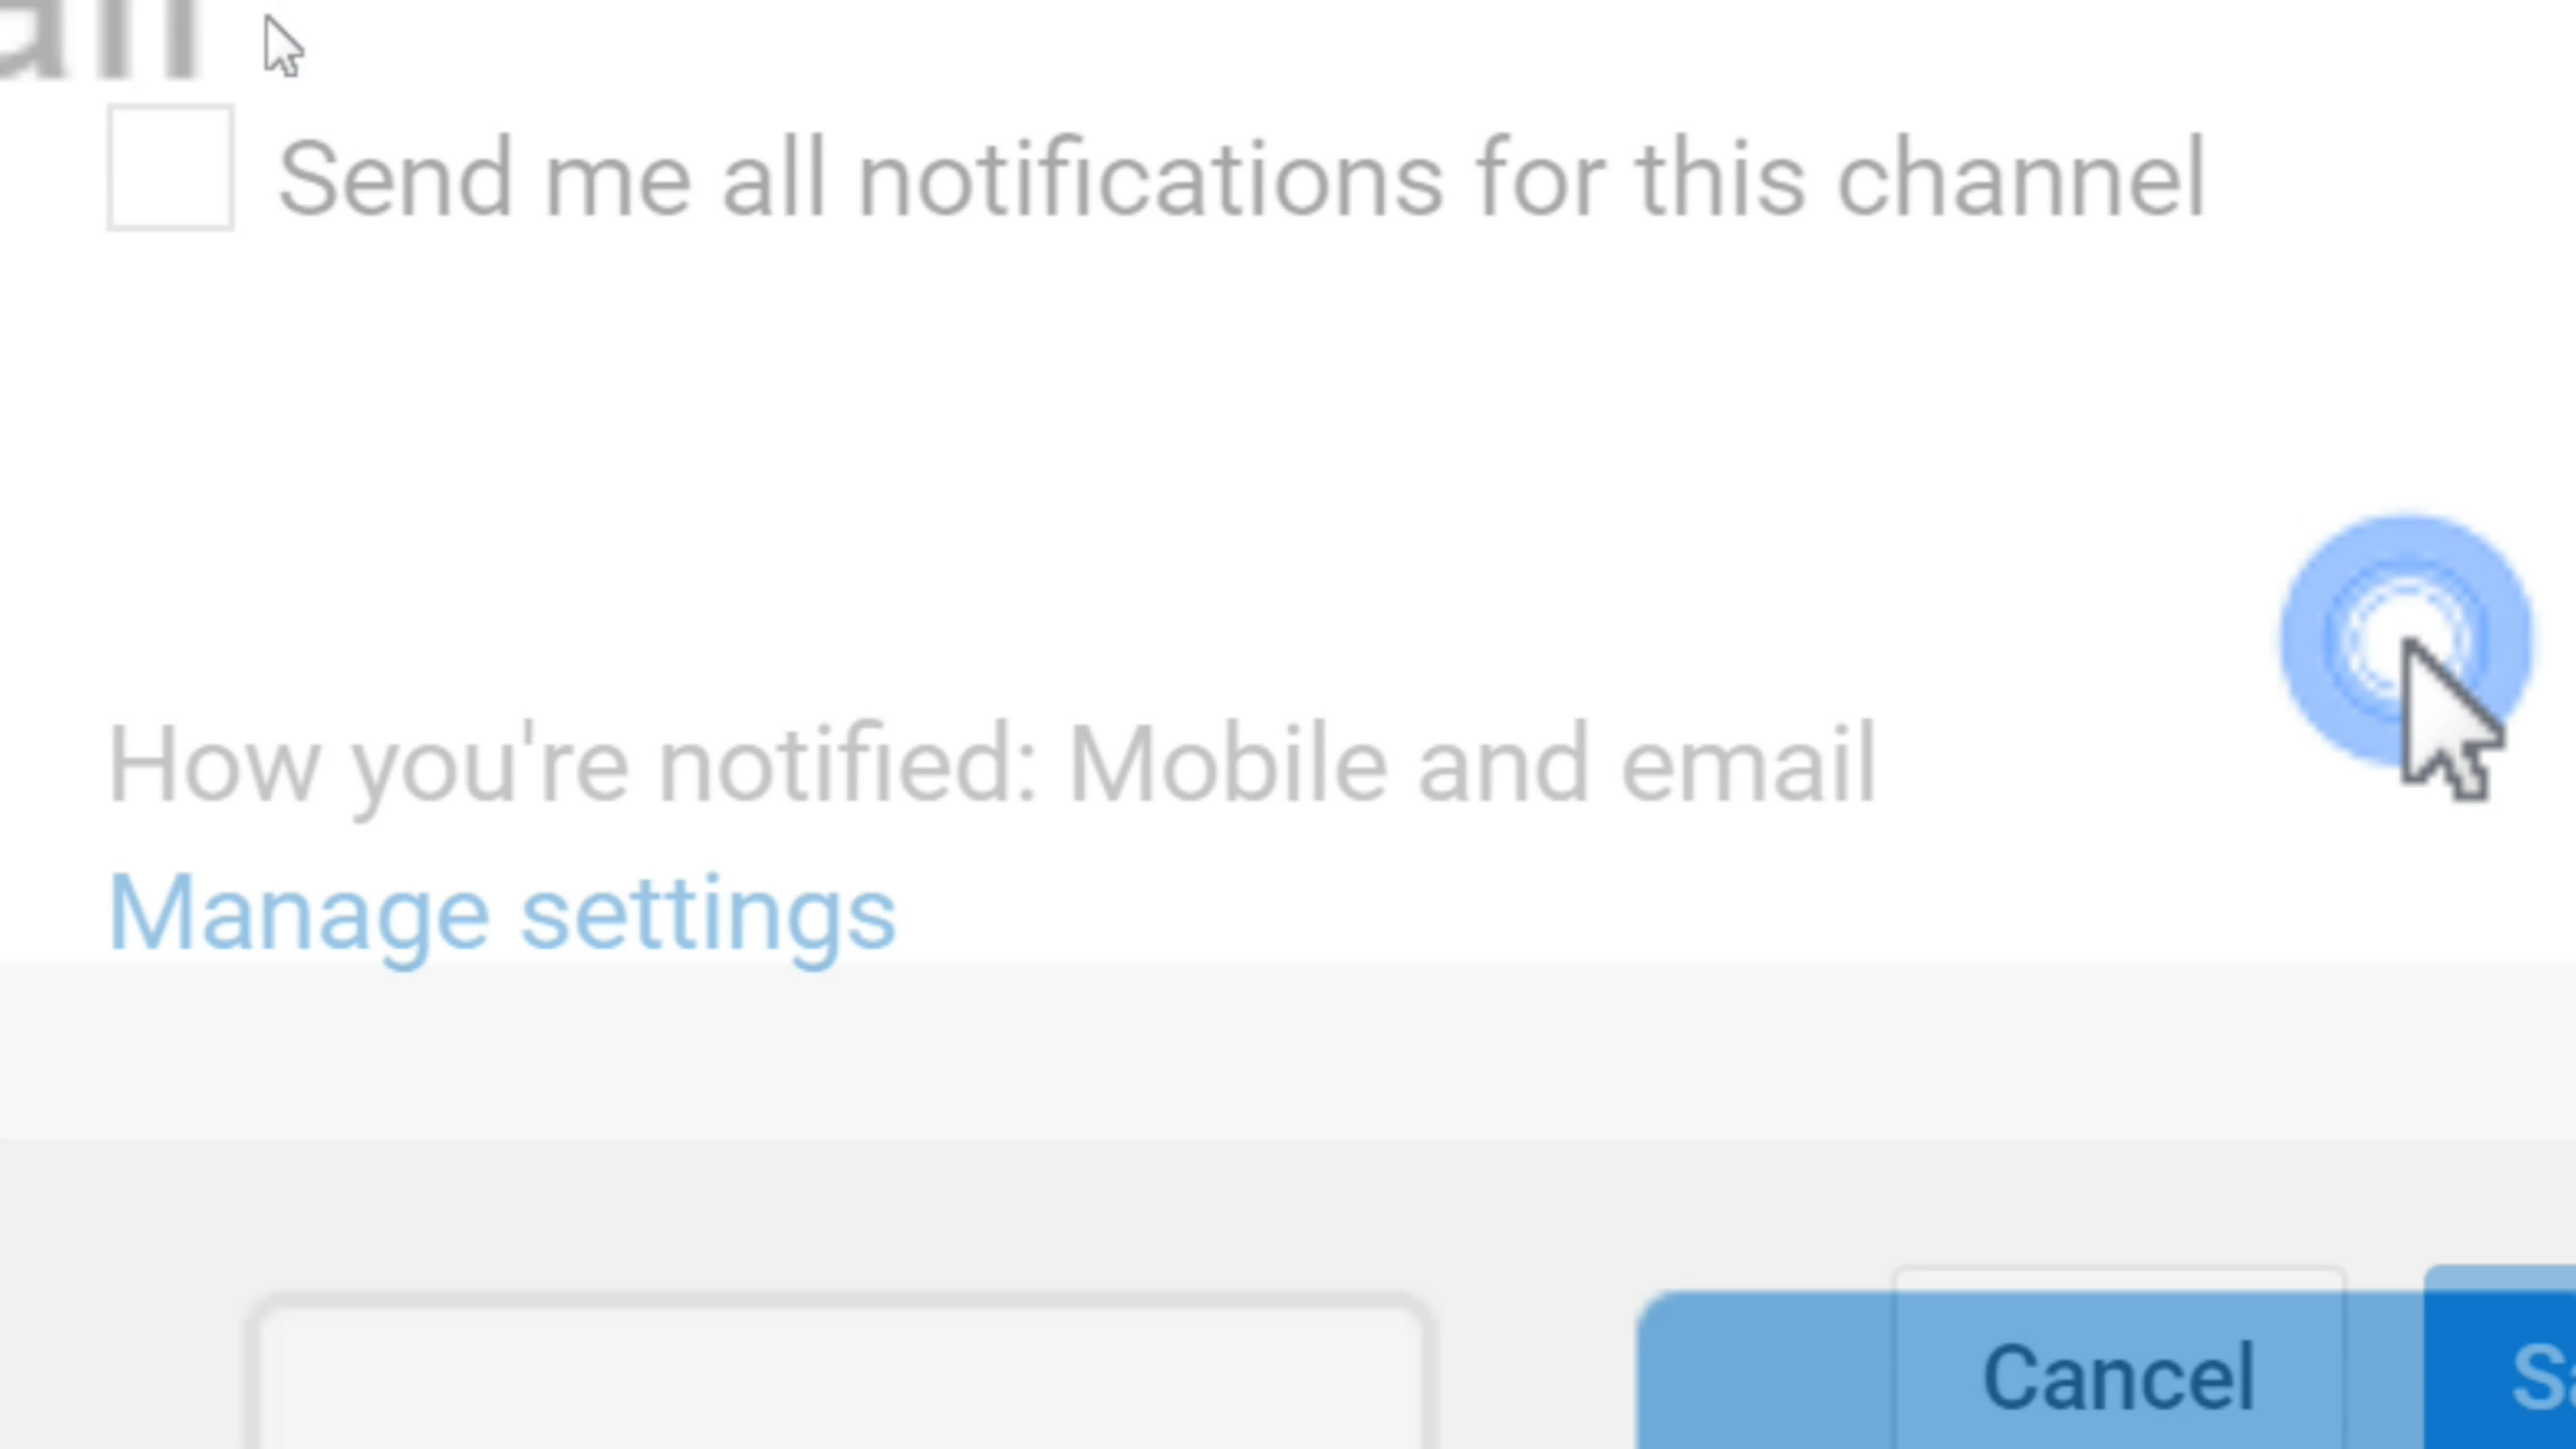 Send me all notifications for this channel
How you're notified: Mobile and email
Manage settings
Cancel